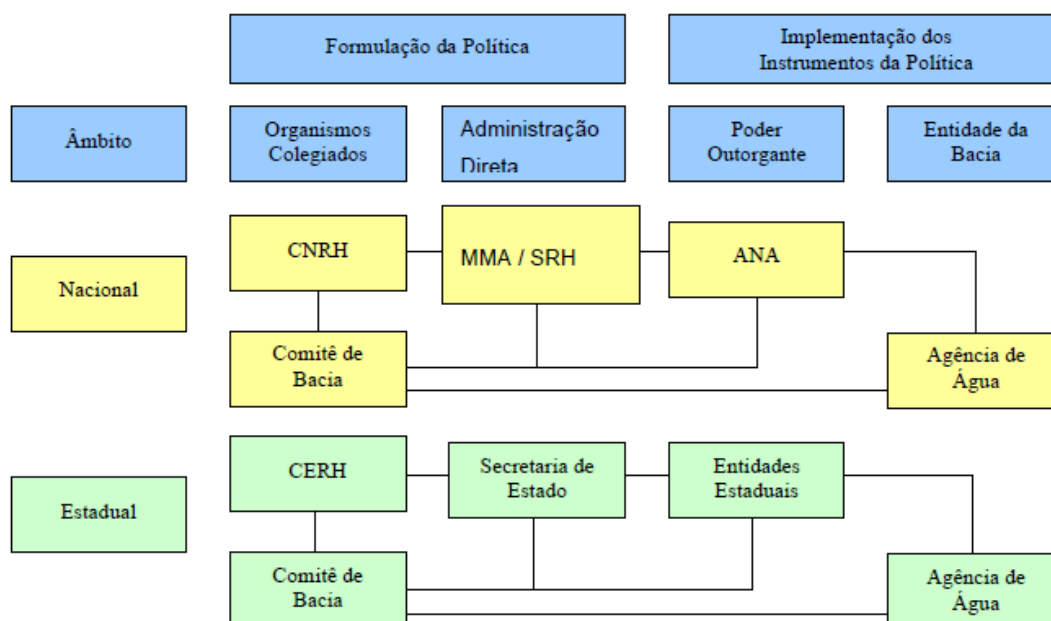 Formulação da Política
Implementação dos
Instrumentos da Política
Âmbito
Organismos
Colegiados
Administração
Direta
Poder
Outorgante
Entidade da
Bacia
Nacional
CNRH
MMA / SRH
ANA
Comitê de
Bacia
Agência de
Água
Estadual
CERH
Secretaria de
Estado
Entidades
Estaduais
Comitê de
Bacia
Agência de
Água